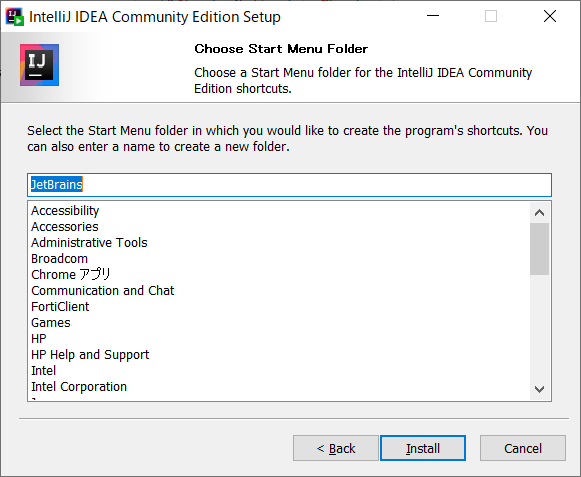 IntelliJ IDEA Community Edition Setup
IJ
Choose Start Menu Folder
Choose a Start Menu folder for the IntelliJ IDEA Community
Edition shortcuts.
Select the Start Menu folder in which you would like to create the program's shortcuts. You
can also enter a name to create a new folder.
JetBrains
Accessibility
Accessories
Administrative Tools
Broadcom
Chrome アプリ
Communication and Chat
FortiClient
Games
HP
HP Help and Support
Intel
Intel Corporation
< Back
Install
Cancel